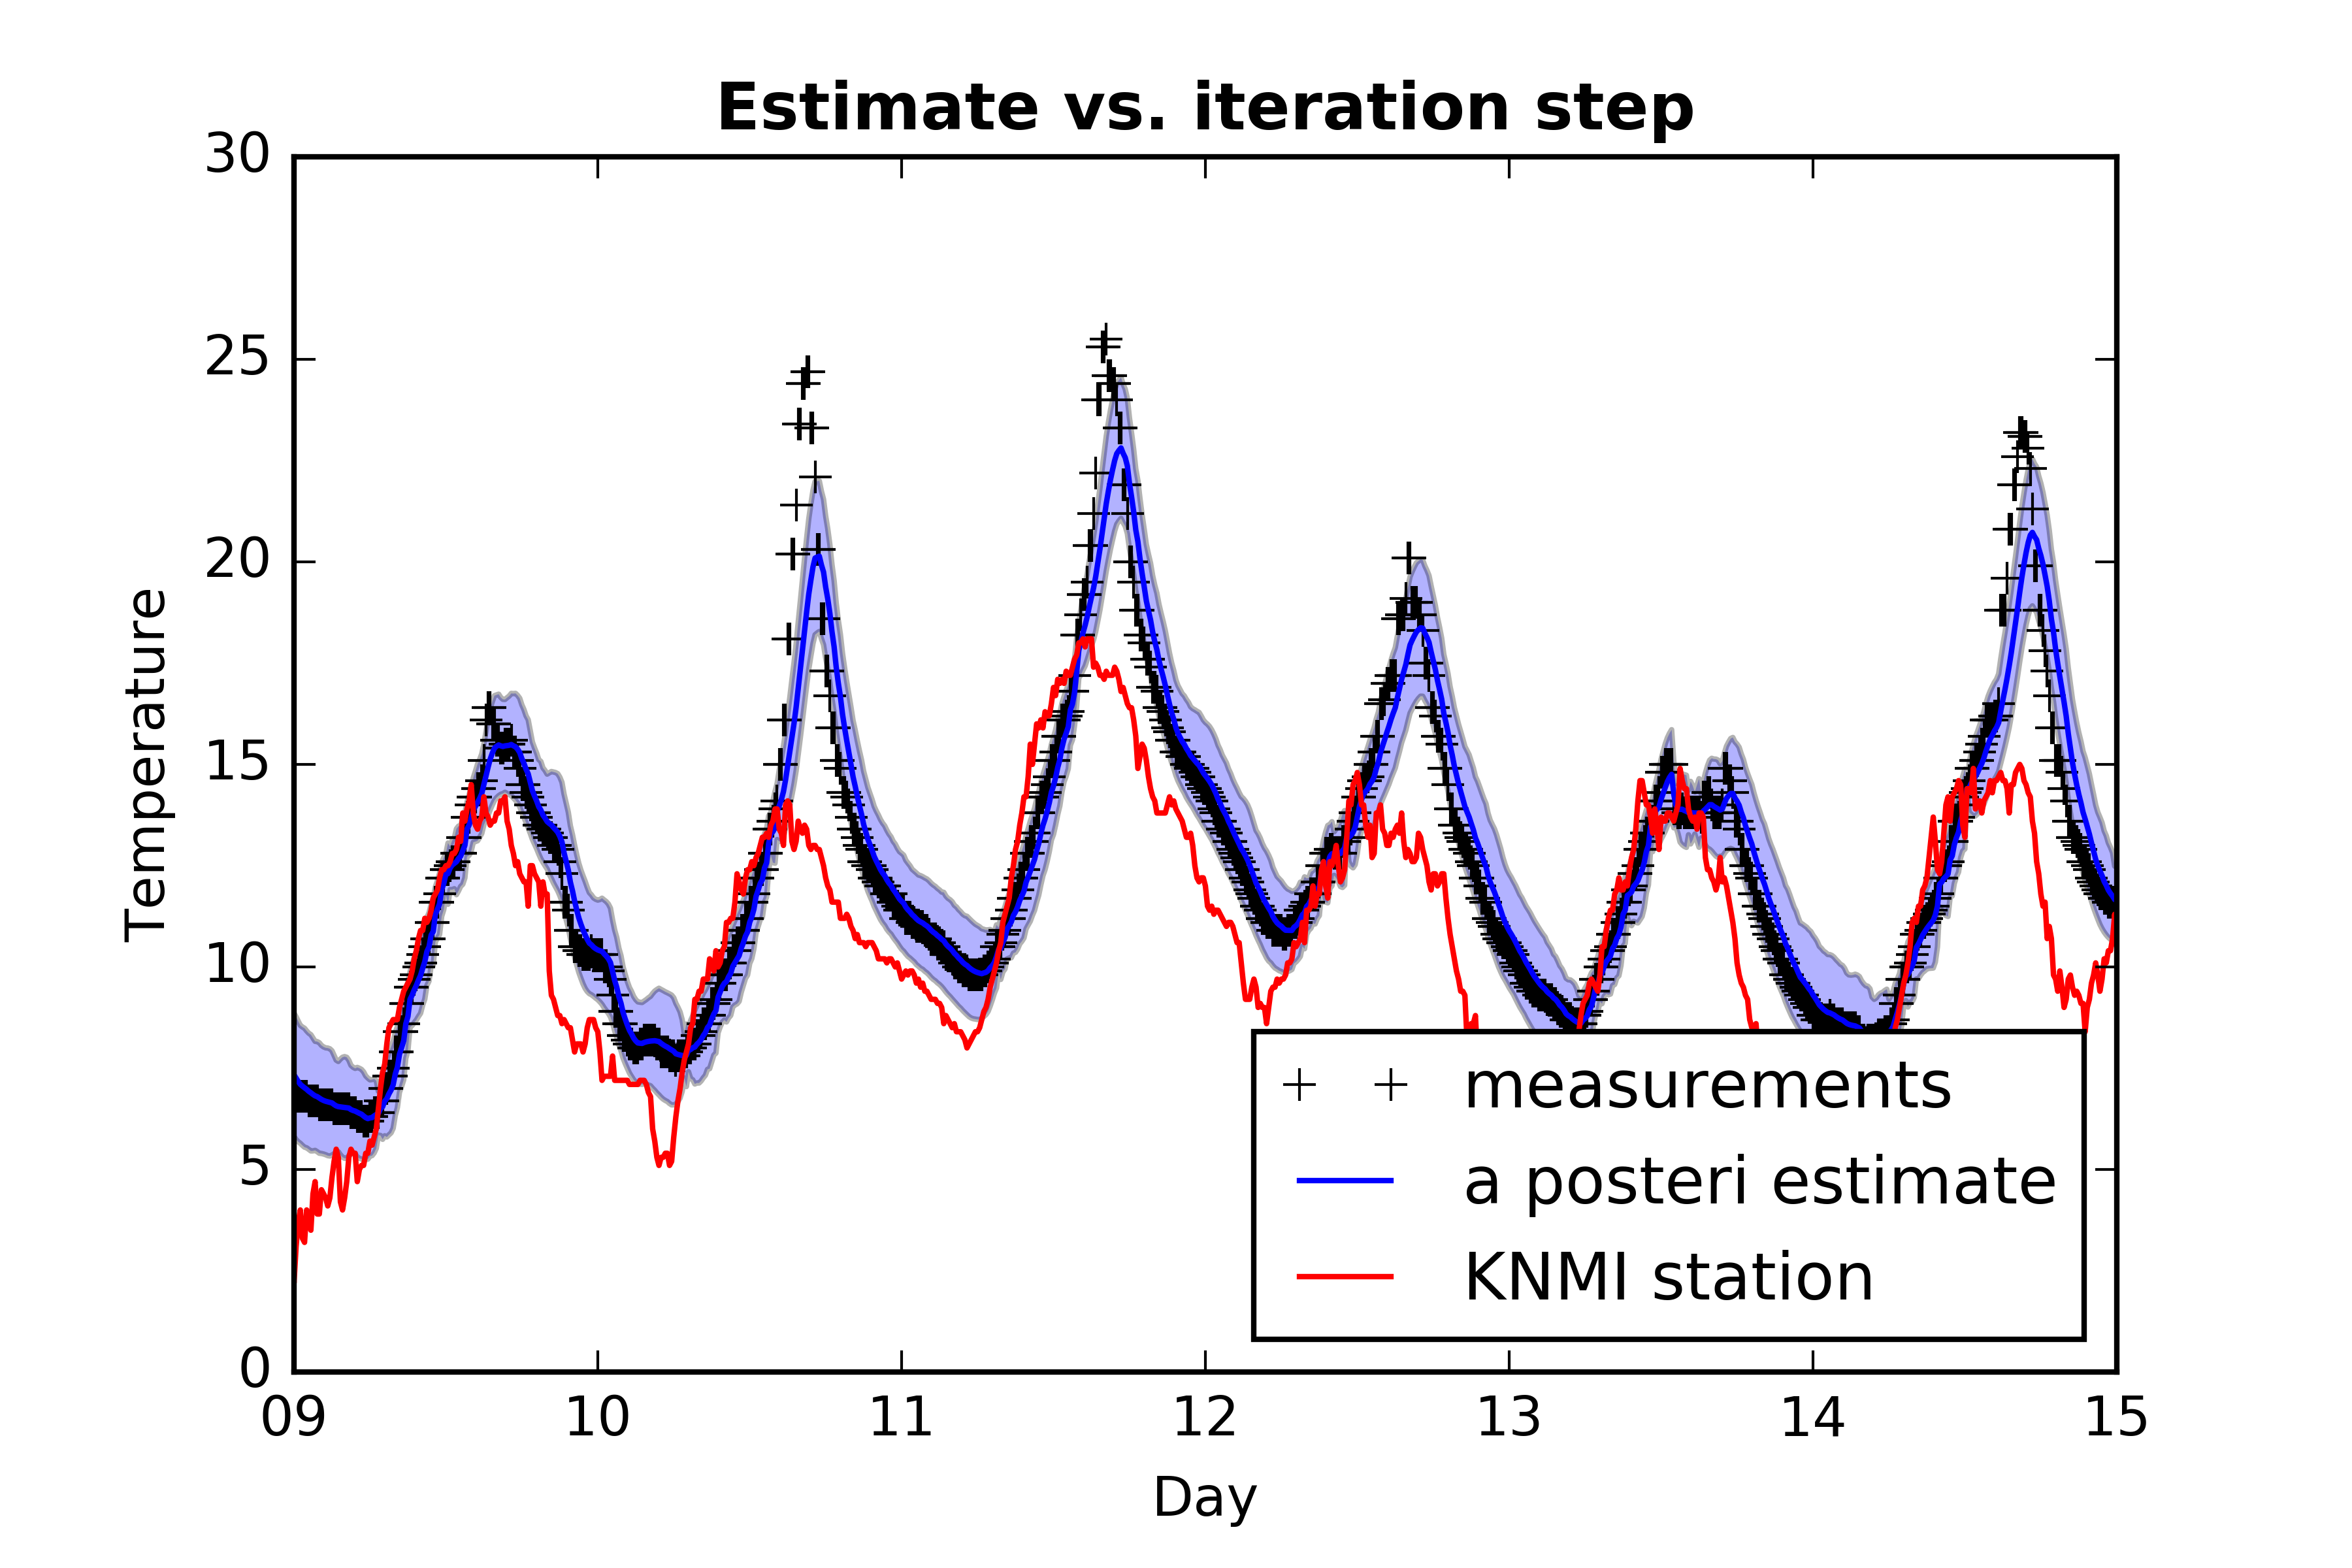 Estimate vs. iteration step
30
25
20
15
10
5
0
Temperature
09 10 11 12 13 14 15
Day
measurements
a posteri estimate
KNMI station